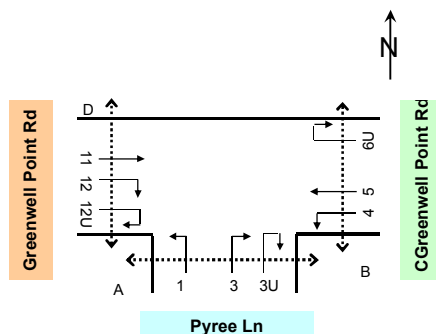 N
D
Greenwell Point Rd
CGreenwell Point Rd
11
12
12U
6U
5
4
A
1
3
3U
B
Pyree Ln